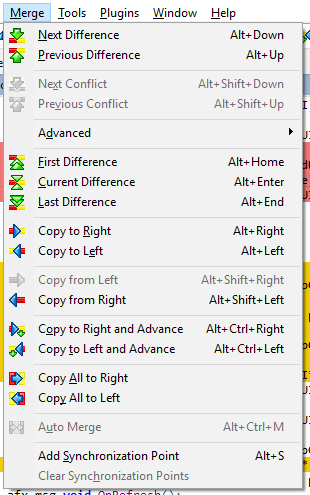 Merge Tools Plugins Window Help
Next Difference Alt+Down
Previous Difference Alt+Up
Next Conflict Alt+Shift+Down
Previous Conflict Alt+Shift+Up
Advanced
First Difference Alt+Home
Current Difference Alt+Enter
Last Difference Alt+End
Copy to Right Alt+Right
Copy to Left Alt+Left
Copy from Left Alt+Shift+Right
Copy from Right Alt+Shift+Left
Copy to Right and Advance Alt+Ctrl+Right
Copy to Left and Advance Alt+Ctrl+Left
Copy All to Right
Copy All to Left
Auto Merge Alt+Ctrl+M
Add Synchronization Point Alt+S
Clear Synchronization Points
afx_msg void OnRefresh();